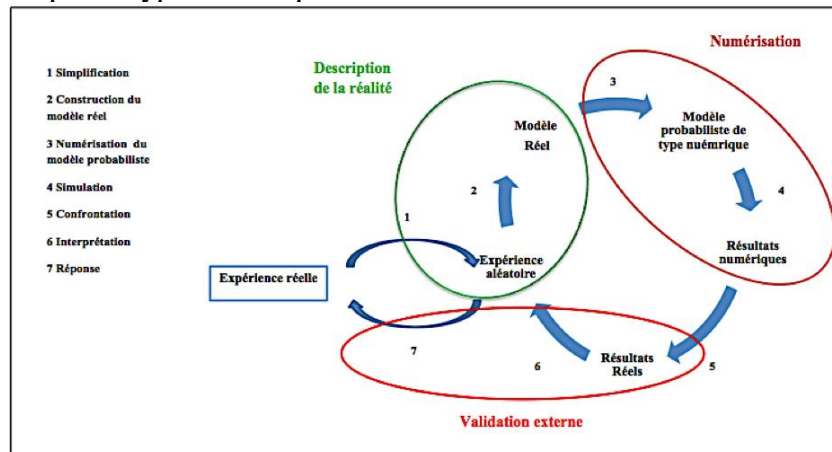 1 Simplification
2 Construction du
modèle réel
3 Numérisation du
modèle probabiliste
4 Simulation
5 Confrontation
6 Interprétation
7 Réponse
Description
de la réalité
Numérisation
Modèle
Réel
3
Modèle
probabiliste de
type nuémrique
2
4
1
Expérience
aléatoire
Résultats
numériques
Expérience réelle
7
6
Résultats
Réels
5
Validation externe